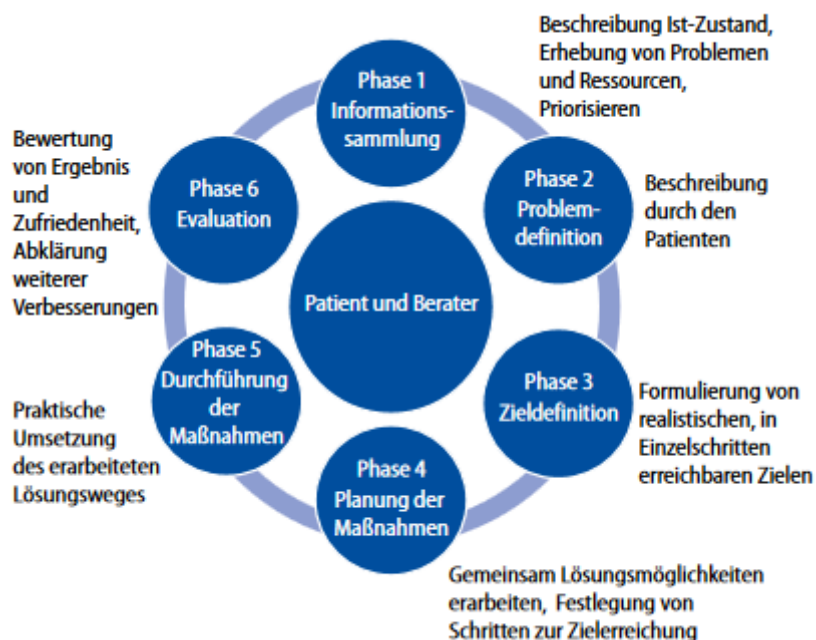 Phase 1
Informations-
sammlung
Beschreibung Ist-Zustand,
Erhebung von Problemen
und Ressourcen,
Priorisieren
Phase 2
Problem-
definition
Beschreibung
durch den
Patienten
Phase 3
Zieldefinition
Formulierung von
realistischen, in
Einzelschritten
erreichbaren Zielen
Phase 4
Planung der
Maßnahmen
Gemeinsam Lösungsmöglichkeiten
erarbeiten, Festlegung von
Schritten zur Zielerreichung
Phase 5
Durchführung
der
Maßnahmen
Praktische
Umsetzung
des erarbeiteten
Lösungsweges
Phase 6
Evaluation
Bewertung
von Ergebnis
und
Zufriedenheit,
Abklärung
weiterer
Verbesserungen
Patient und Berater